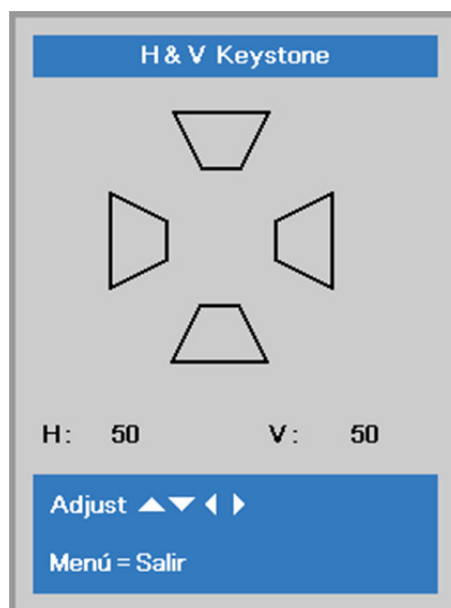 H & V Keystone
H: 50 V: 50
Adjust ▲▼◀▶
Menú = Salir